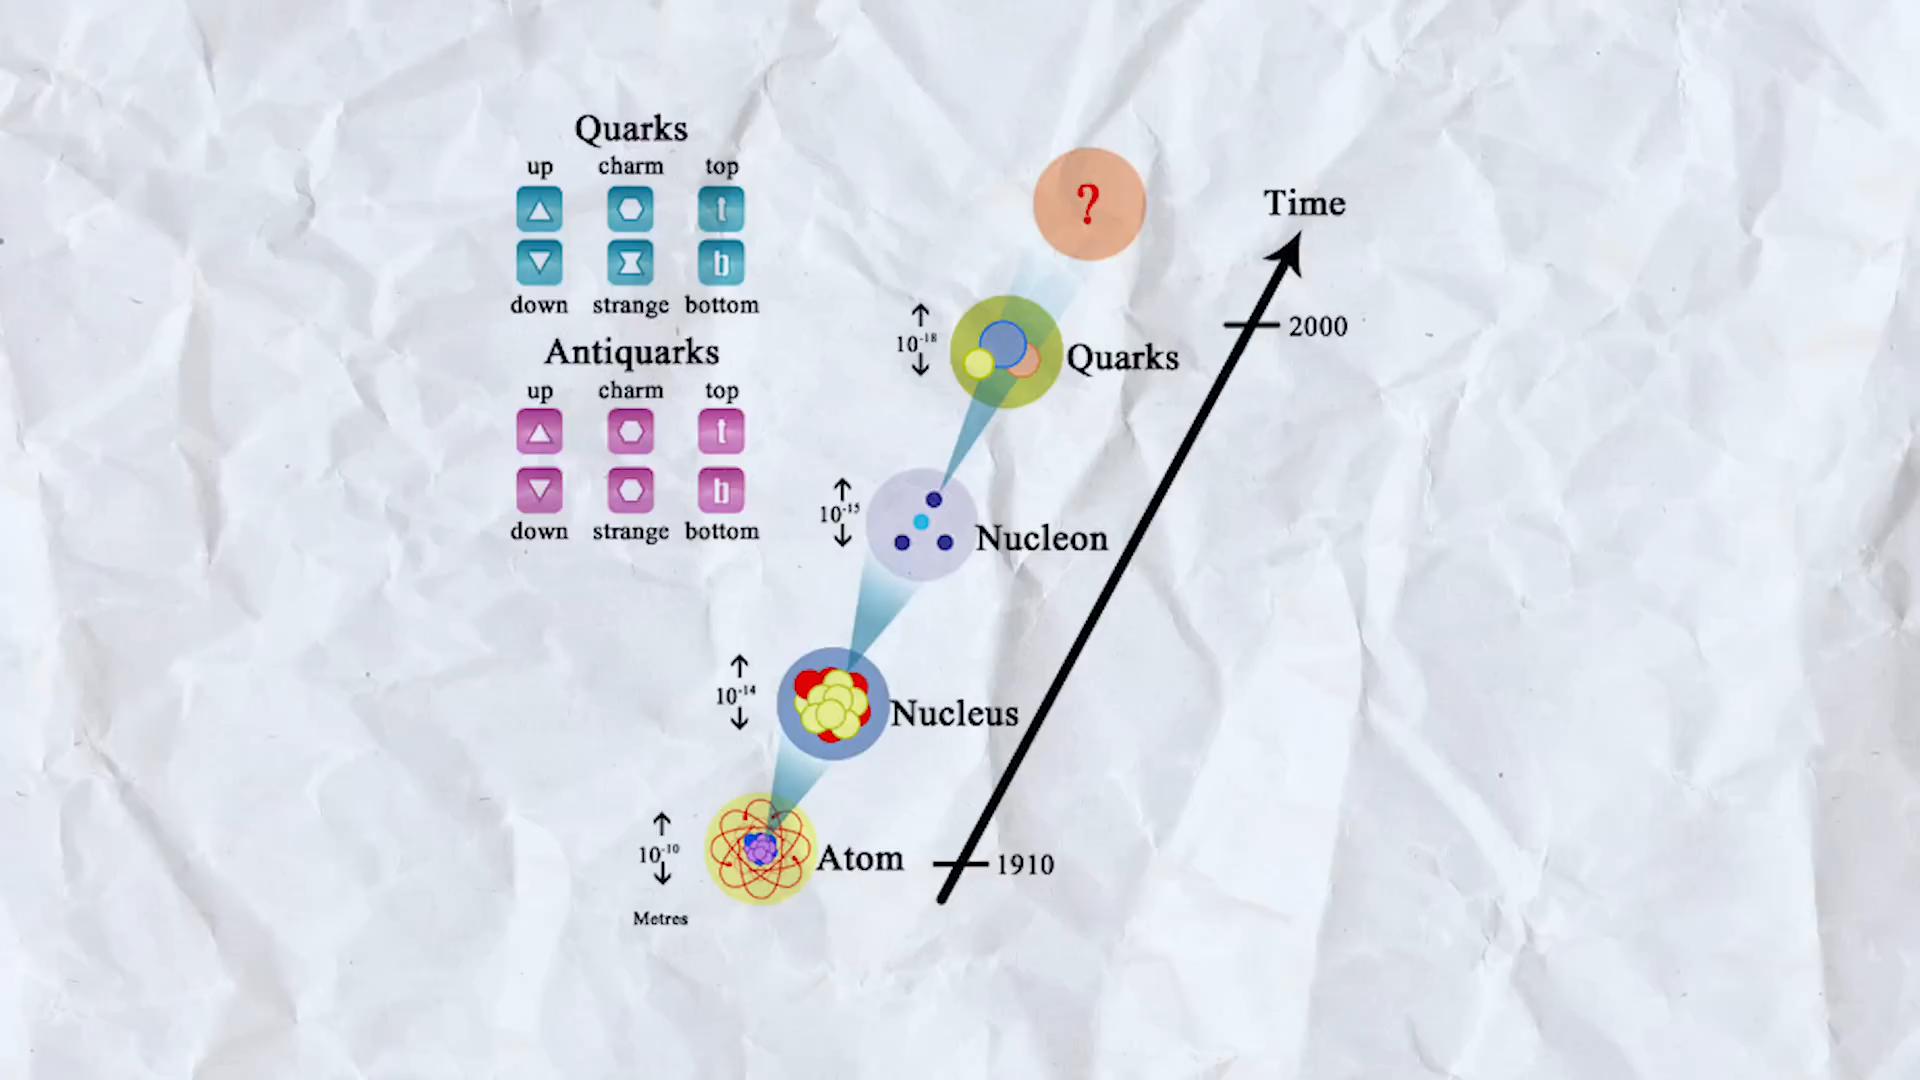 Quarks
up charm top
t
b
down strange bottom
Antiquarks
up charm top
t
b
down strange bottom
?
Time
2000
10⁻¹⁸
Quarks
10⁻¹⁵
Nucleon
10⁻¹⁴
Nucleus
10⁻¹⁰
Atom
1910
Metres